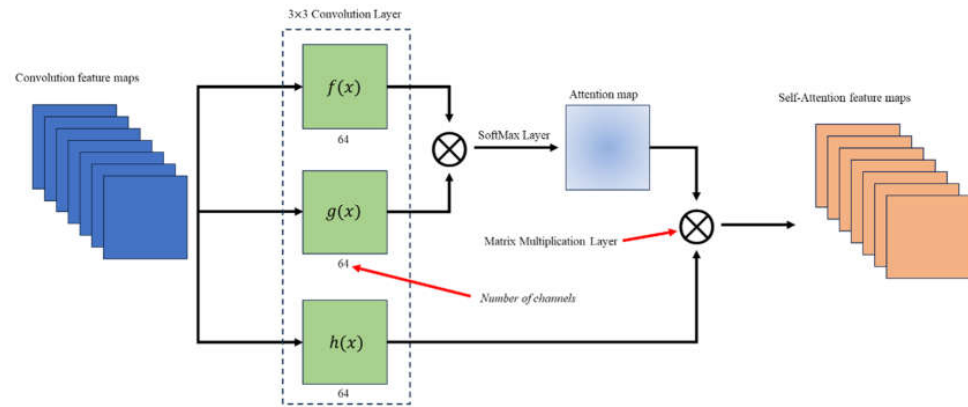 3×3 Convolution Layer
Convolution feature maps
f(x)
64
SoftMax Layer
Attention map
Self-Attention feature maps
g(x)
64
Matrix Multiplication Layer
Number of channels
h(x)
64